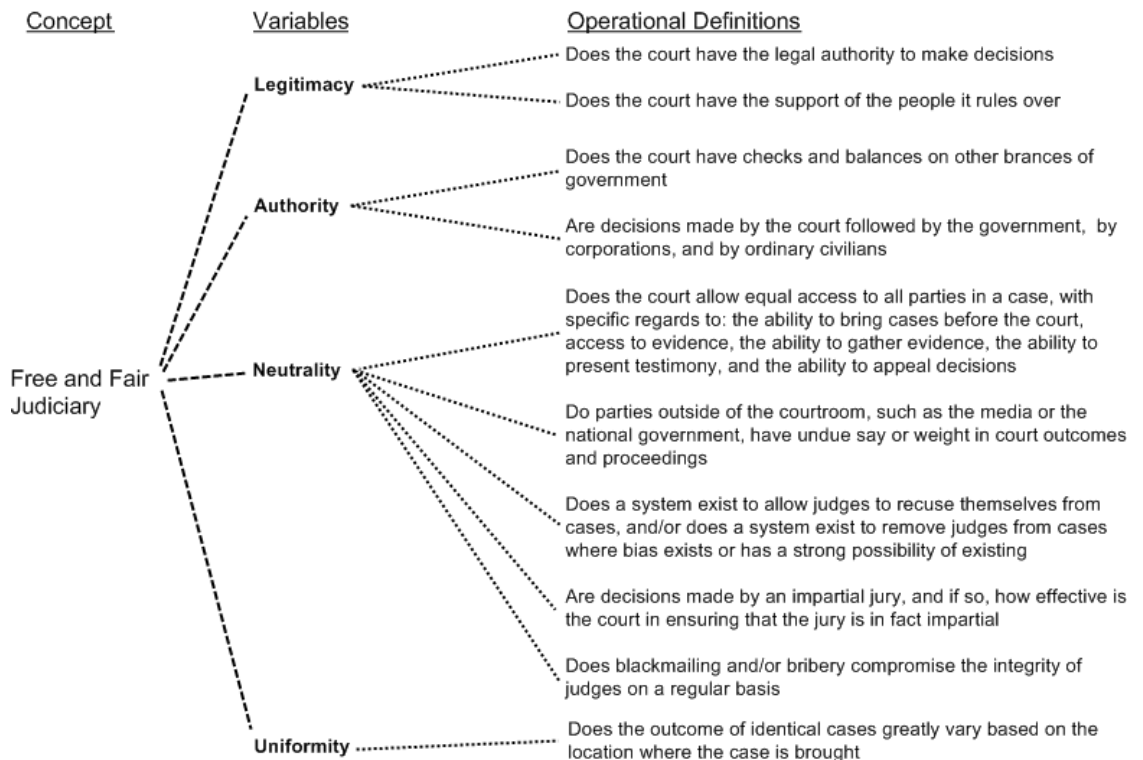 Concept
Variables
Operational Definitions
Free and Fair
Judiciary
Legitimacy
Does the court have the legal authority to make decisions
Does the court have the support of the people it rules over
Authority
Does the court have checks and balances on other brances of
government
Are decisions made by the court followed by the government,  by
corporations, and by ordinary civilians
Neutrality
Does the court allow equal access to all parties in a case, with
specific regards to: the ability to bring cases before the court,
access to evidence, the ability to gather evidence, the ability to
present testimony, and the ability to appeal decisions
Do parties outside of the courtroom, such as the media or the
national government, have undue say or weight in court outcomes
and proceedings
Does a system exist to allow judges to recuse themselves from
cases, and/or does a system exist to remove judges from cases
where bias exists or has a strong possibility of existing
Are decisions made by an impartial jury, and if so, how effective is
the court in ensuring that the jury is in fact impartial
Does blackmailing and/or bribery compromise the integrity of
judges on a regular basis
Uniformity
Does the outcome of identical cases greatly vary based on the
location where the case is brought